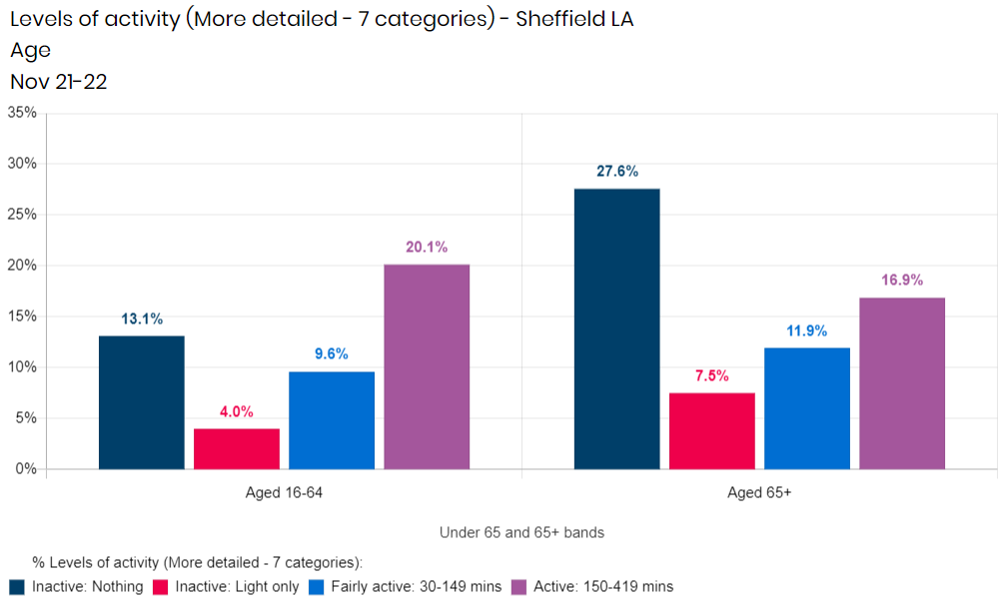 Levels of activity (More detailed - 7 categories) - Sheffield LA
Age
Nov 21-22
35%
30%
25%
20%
15%
10%
5%
0%
13.1%
4.0%
9.6%
20.1%
27.6%
7.5%
11.9%
16.9%
Aged 16-64
Aged 65+
Under 65 and 65+ bands
% Levels of activity (More detailed - 7 categories):
Inactive: Nothing Inactive: Light only Fairly active: 30-149 mins Active: 150-419 mins